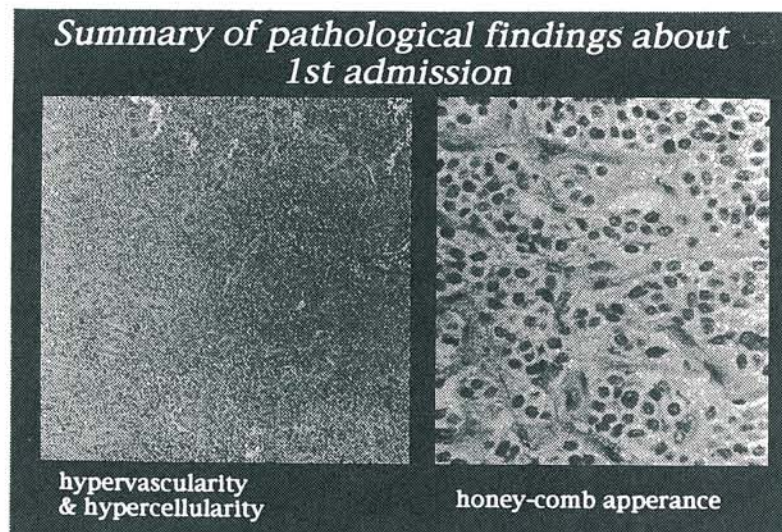 Summary of pathological findings about
1st admission
hypervascularity
& hypercellularity
honey-comb apperance